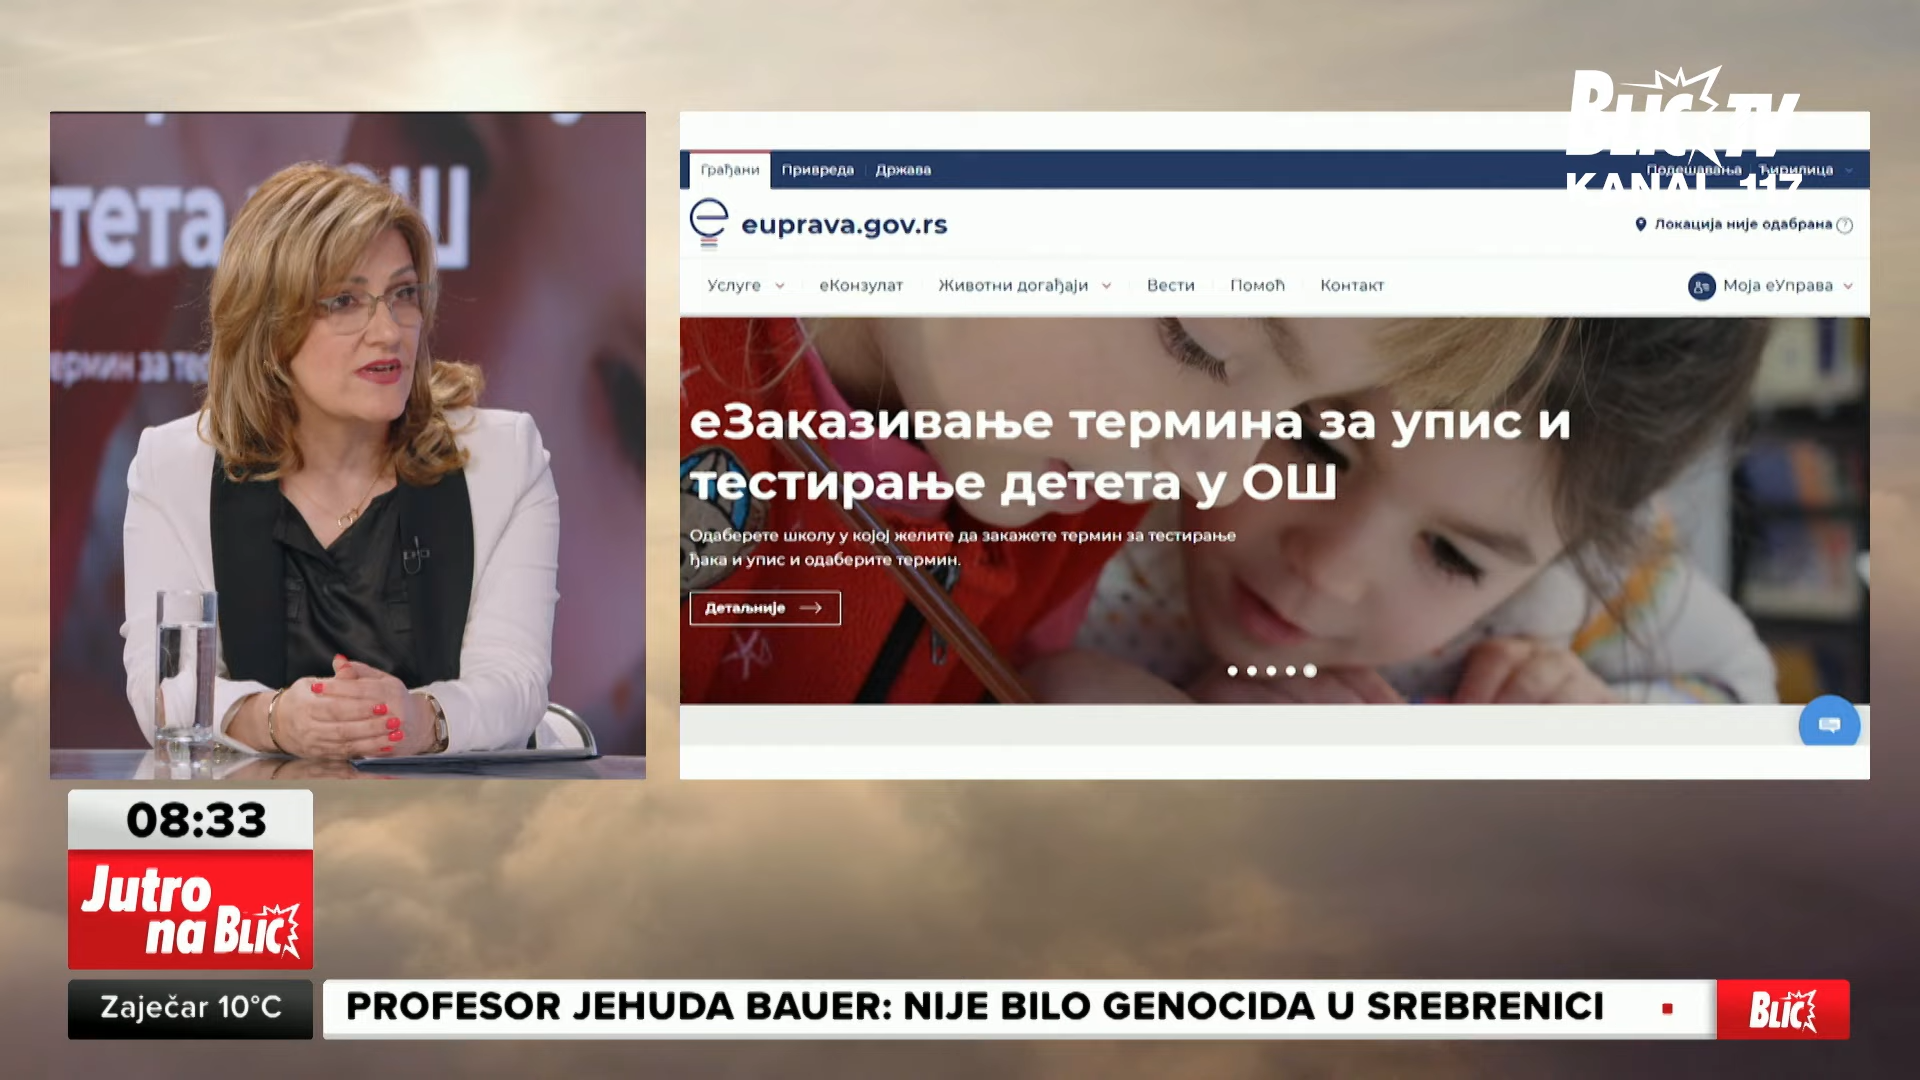 тета
ОШ
BLIC TV
KANAL 117
Грађани
Привреда
Држава
Подешавања
Ћирилица
euprava.gov.rs
Локација није одабрана
Услуге
еКонзулат
Животни догађаји
Вести
Помоћ
Контакт
Моја еУправа
еЗаказивање термина за упис и
тестирање детета у ОШ
Одаберете школу у којој желите да закажете термин за тестирање
ђака и упис и одаберите термин.
Детаљније
08:33
Jutro
na BLIC
Zaječar 10°C
PROFESOR JEHUDA BAUER: NIJE BILO GENOCIDA U SREBRENICI
BLIC